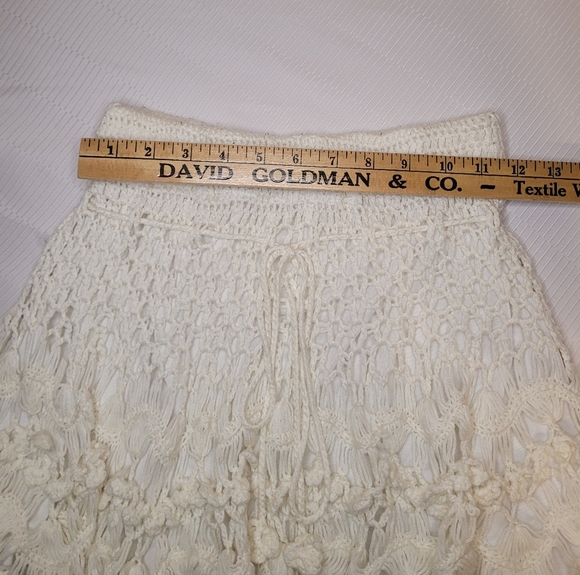 1 2 3 4 5 6 7 8 9 10 11 12 13
DAVID GOLDMAN & CO. – Textile W